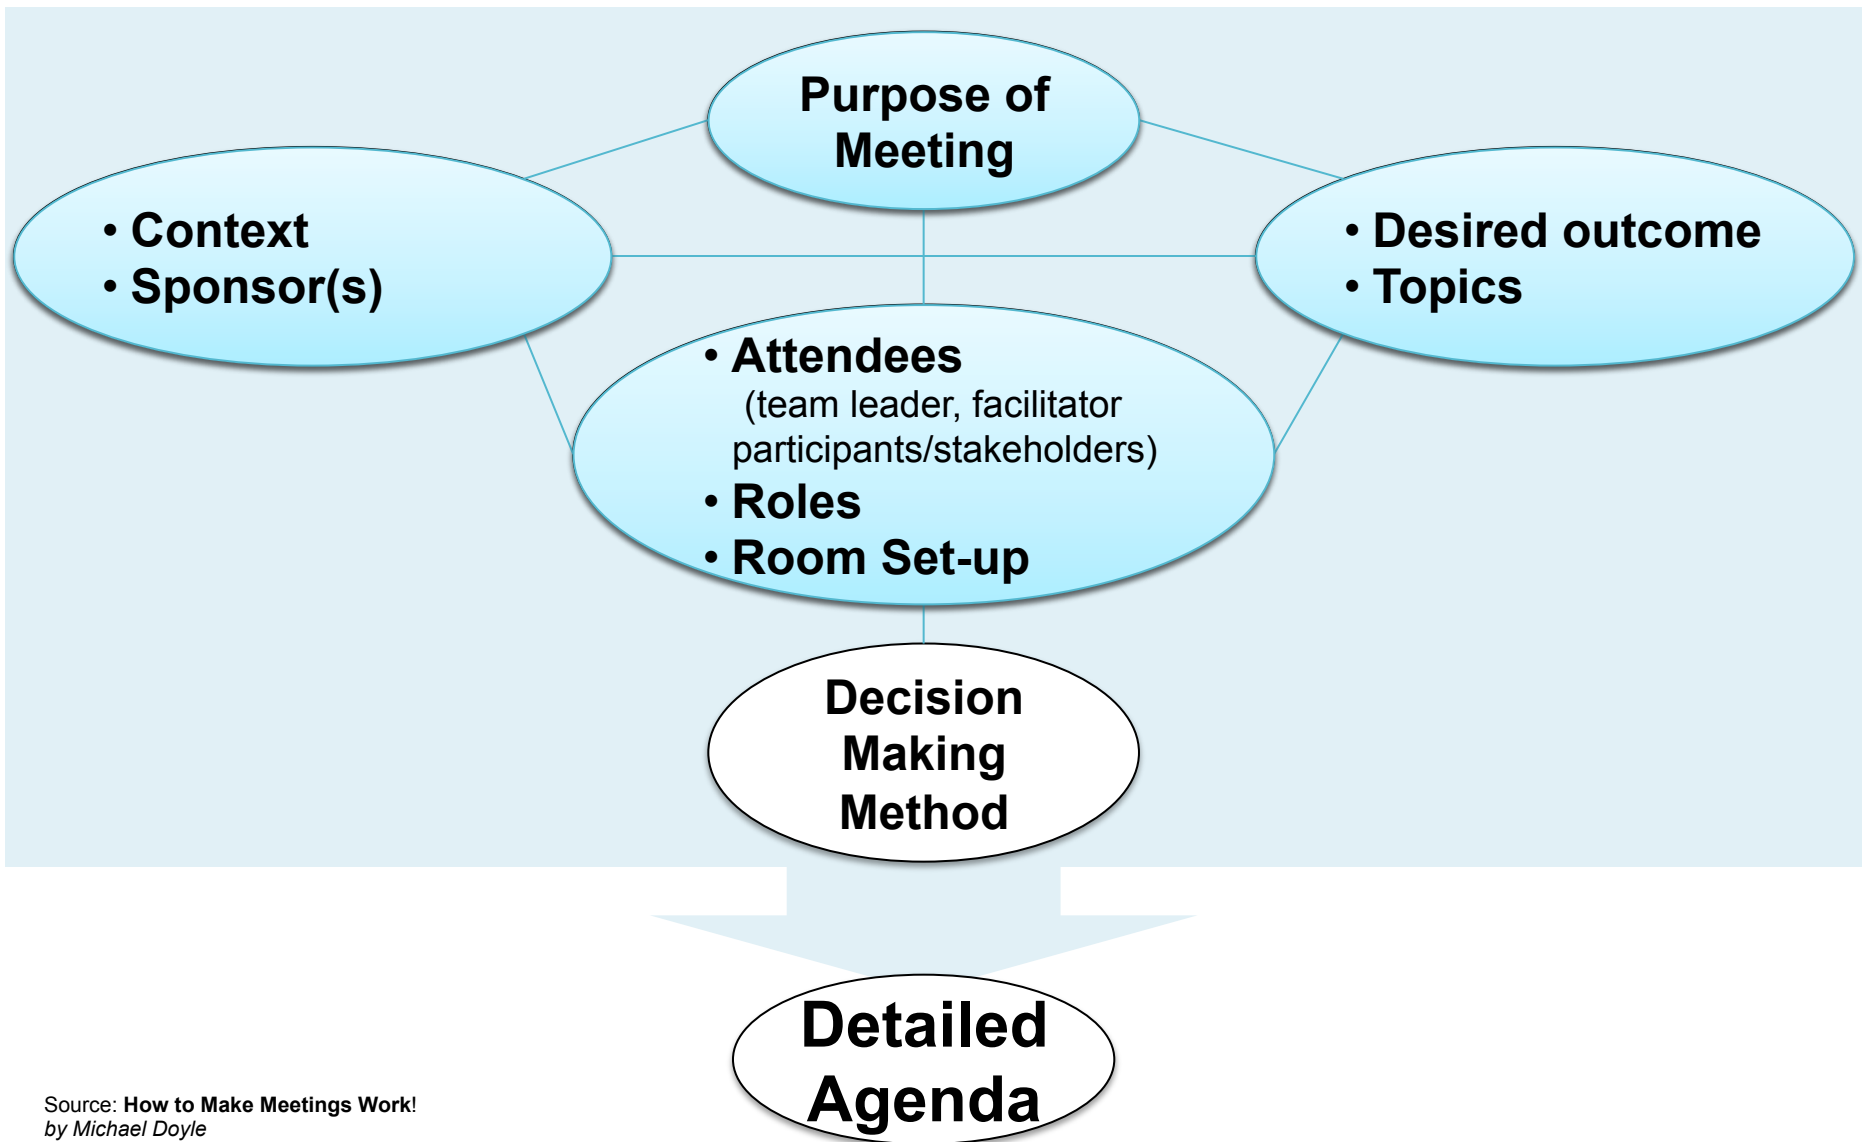 Purpose of
Meeting
• Context
• Sponsor(s)
• Desired outcome
• Topics
• Attendees
(team leader, facilitator
participants/stakeholders)
• Roles
• Room Set-up
Decision
Making
Method
Detailed
Agenda
Source: How to Make Meetings Work!
by Michael Doyle